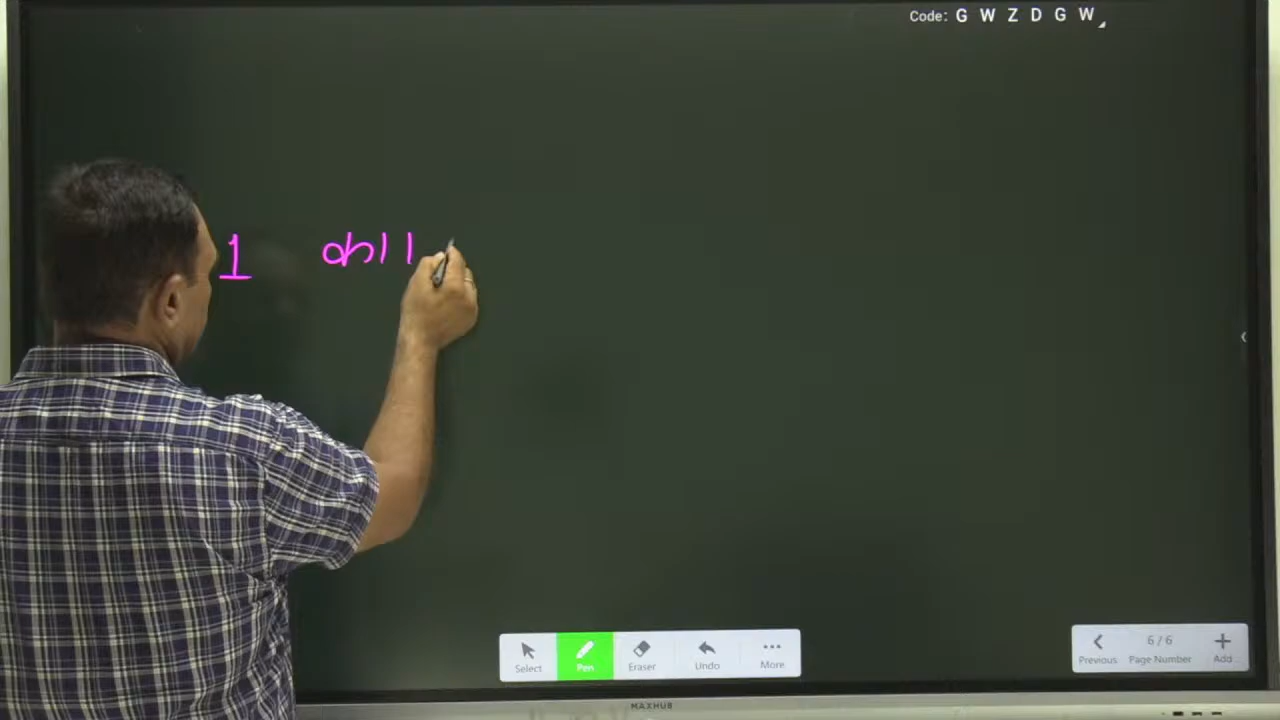 Code: G W Z D G W
1
Select Pen Eraser Undo More
6 / 6
Previous Page Number Add
MAXHUB